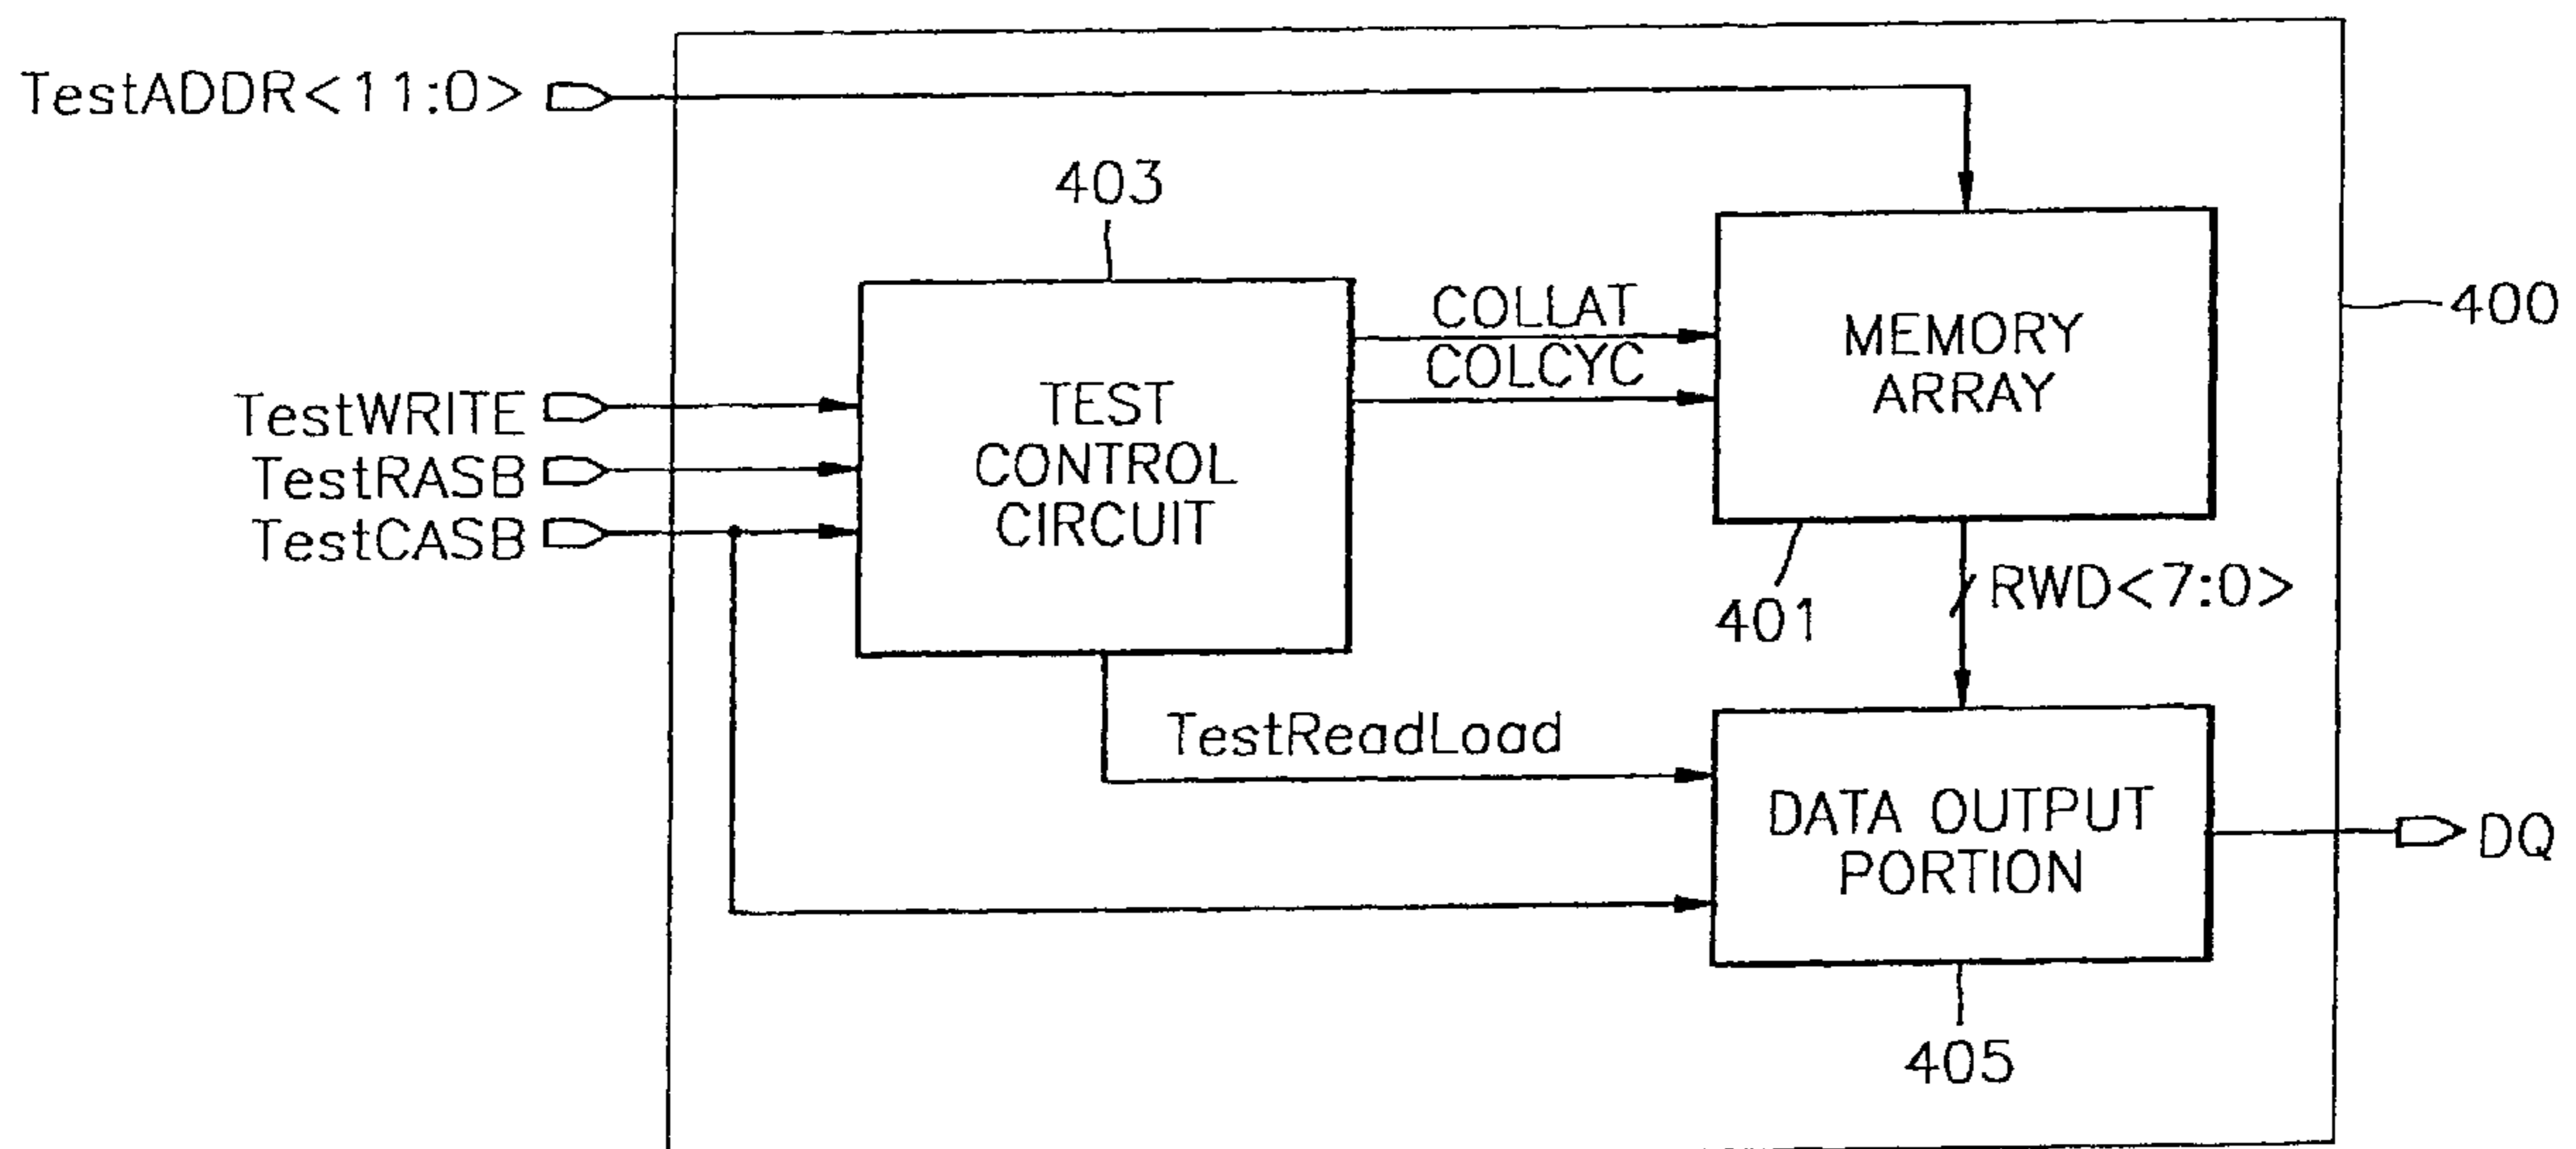 TestADDR<11:0>
403
COLLAT
COLCYC
MEMORY
ARRAY
400
TestWRITE
TestRASB
TestCASB
TEST
CONTROL
CIRCUIT
401
RWD<7:0>
TestReadLoad
DATA OUTPUT
PORTION
DQ
405